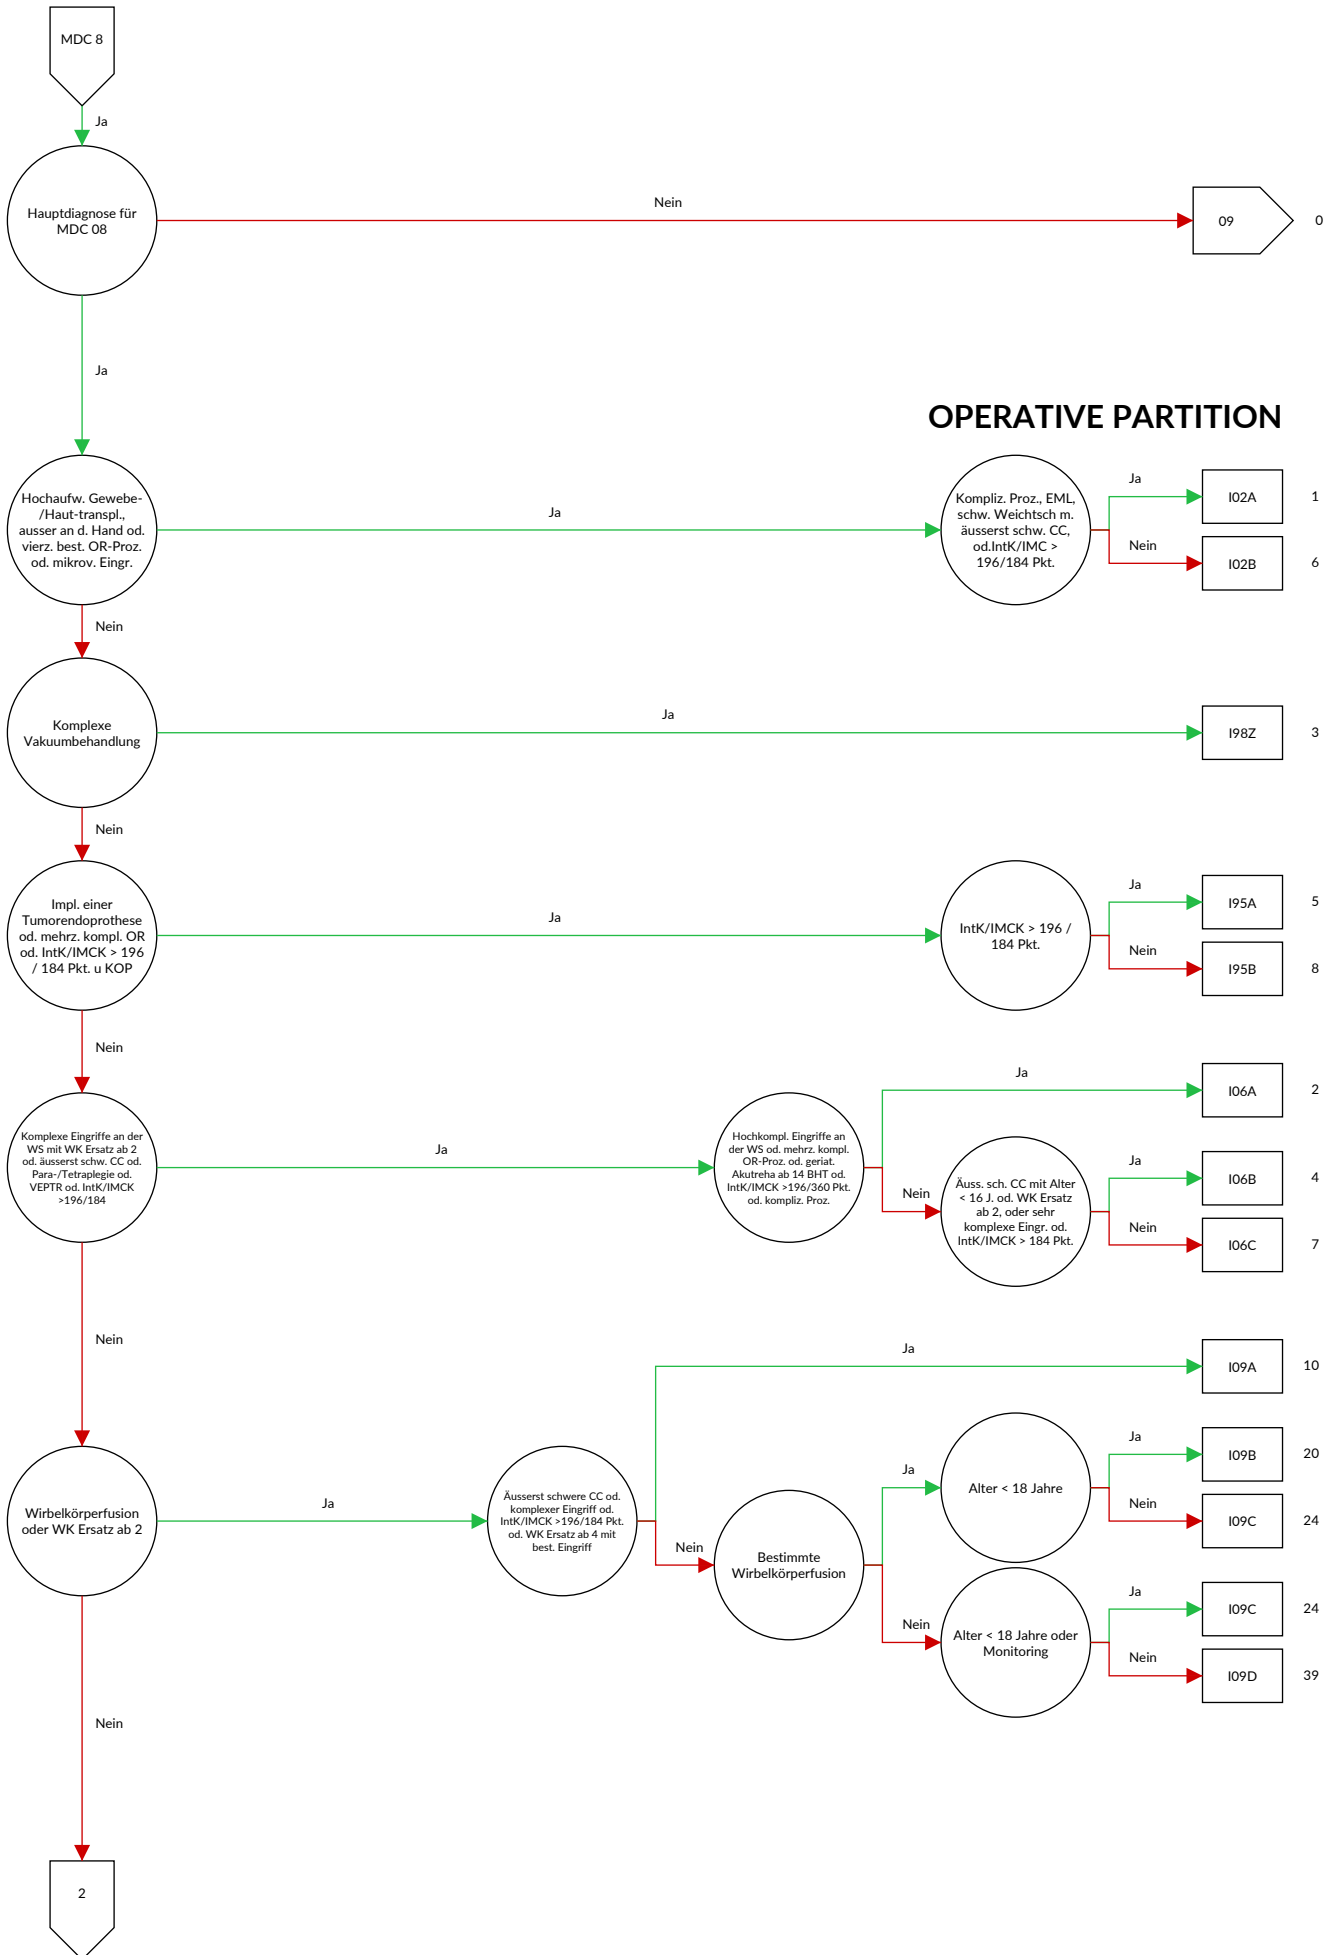 MDC 8
Ja
Hauptdiagnose für
MDC 08
Nein
09
0
Ja
OPERATIVE PARTITION
Hochaufw. Gewebe-
/Haut-transpl.,
ausser an d. Hand od.
vierz. best. OR-Proz.
od. mikrov. Eingr.
Ja
Kompliz. Proz., EML,
schw. Weichtsch m.
äusserst schw. CC,
od.IntK/IMC >
196/184 Pkt.
Ja
I02A
1
Nein
I02B
6
Nein
Komplexe
Vakuumbehandlung
Ja
I98Z
3
Nein
Impl. einer
Tumorendoprothese
od. mehrz. kompl. OR
od. IntK/IMCK > 196
/ 184 Pkt. u KOP
Ja
IntK/IMCK > 196 /
184 Pkt.
Ja
I95A
5
Nein
I95B
8
Nein
Komplexe Eingriffe an der
WS mit WK Ersatz ab 2
od. äusserst schw. CC od.
Para-/Tetraplegie od.
VEPTR od. IntK/IMCK
>196/184
Ja
Hochkompl. Eingriffe an
der WS od. mehrz. kompl.
OR-Proz. od. geriat.
Akutreha ab 14 BHT od.
IntK/IMCK >196/360 Pkt.
od. kompliz. Proz.
Ja
I06A
2
Nein
Äuss. sch. CC mit Alter
< 16 J. od. WK Ersatz
ab 2, oder sehr
komplexe Eingr. od.
IntK/IMCK > 184 Pkt.
Ja
I06B
4
Nein
I06C
7
Nein
Wirbelkörperfusion
oder WK Ersatz ab 2
Ja
Äusserst schwere CC od.
komplexer Eingriff od.
IntK/IMCK >196/184 Pkt.
od. WK Ersatz ab 4 mit
best. Eingriff
Ja
I09A
10
Nein
Bestimmte
Wirbelkörperfusion
Ja
Alter < 18 Jahre
Ja
I09B
20
Nein
I09C
24
Nein
Alter < 18 Jahre oder
Monitoring
Ja
I09C
24
Nein
I09D
39
Nein
2